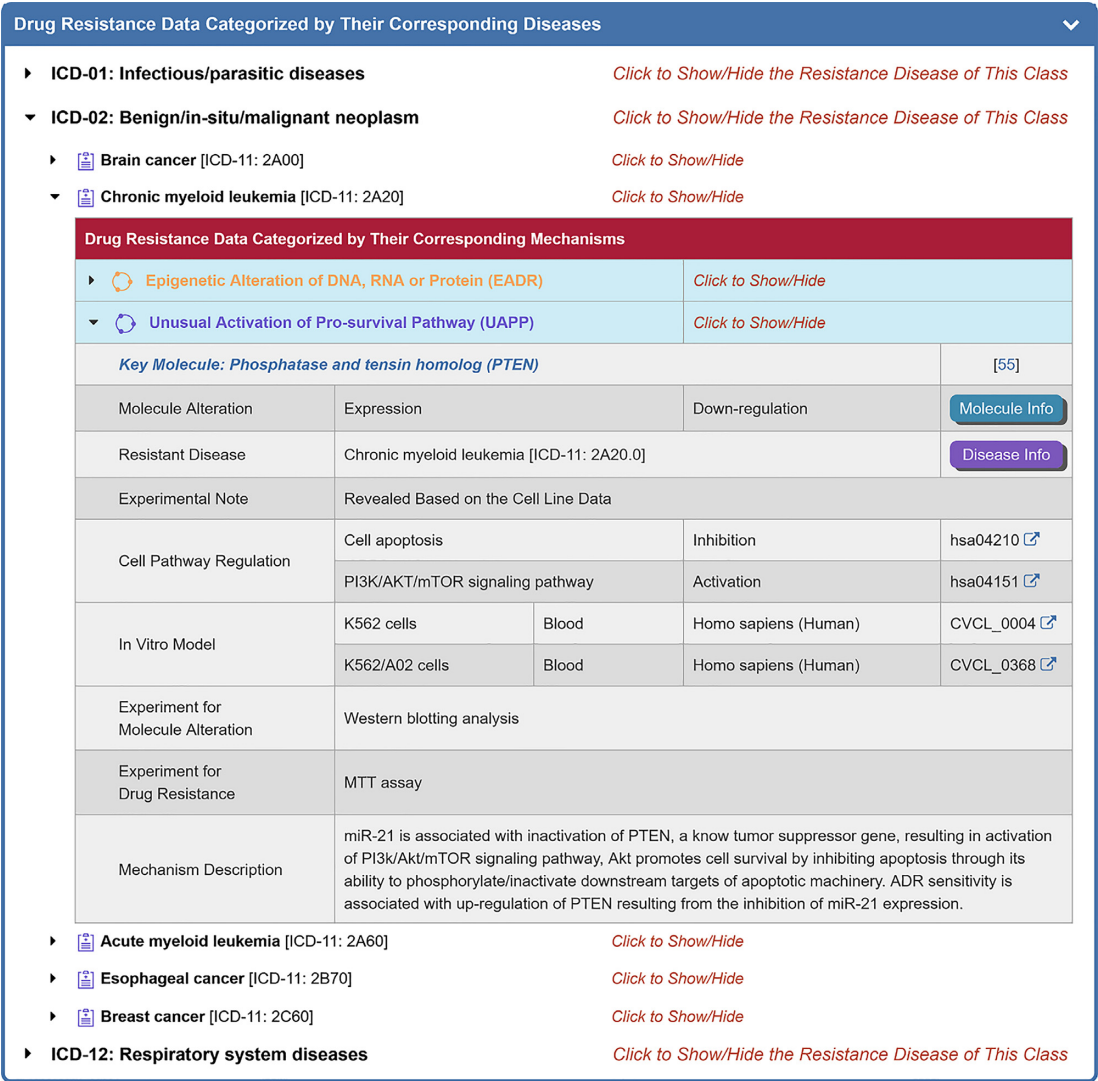 Drug Resistance Data Categorized by Their Corresponding Diseases
ICD-01: Infectious/parasitic diseases Click to Show/Hide the Resistance Disease of This Class
ICD-02: Benign/in-situ/malignant neoplasm Click to Show/Hide the Resistance Disease of This Class
Brain cancer [ICD-11: 2A00] Click to Show/Hide
Chronic myeloid leukemia [ICD-11: 2A20] Click to Show/Hide
Drug Resistance Data Categorized by Their Corresponding Mechanisms
Epigenetic Alteration of DNA, RNA or Protein (EADR) Click to Show/Hide
Unusual Activation of Pro-survival Pathway (UAPP) Click to Show/Hide
Key Molecule: Phosphatase and tensin homolog (PTEN) [55]
Molecule Alteration Expression Down-regulation Molecule Info
Resistant Disease Chronic myeloid leukemia [ICD-11: 2A20.0] Disease Info
Experimental Note Revealed Based on the Cell Line Data
Cell Pathway Regulation
Cell apoptosis Inhibition hsa04210
PI3K/AKT/mTOR signaling pathway Activation hsa04151
In Vitro Model
K562 cells Blood Homo sapiens (Human) CVCL_0004
K562/A02 cells Blood Homo sapiens (Human) CVCL_0368
Experiment for
Molecule Alteration
Western blotting analysis
Experiment for
Drug Resistance
MTT assay
Mechanism Description
miR-21 is associated with inactivation of PTEN, a know tumor suppressor gene, resulting in activation
of PI3k/Akt/mTOR signaling pathway, Akt promotes cell survival by inhibiting apoptosis through its
ability to phosphorylate/inactivate downstream targets of apoptotic machinery. ADR sensitivity is
associated with up-regulation of PTEN resulting from the inhibition of miR-21 expression.
Acute myeloid leukemia [ICD-11: 2A60] Click to Show/Hide
Esophageal cancer [ICD-11: 2B70] Click to Show/Hide
Breast cancer [ICD-11: 2C60] Click to Show/Hide
ICD-12: Respiratory system diseases Click to Show/Hide the Resistance Disease of This Class